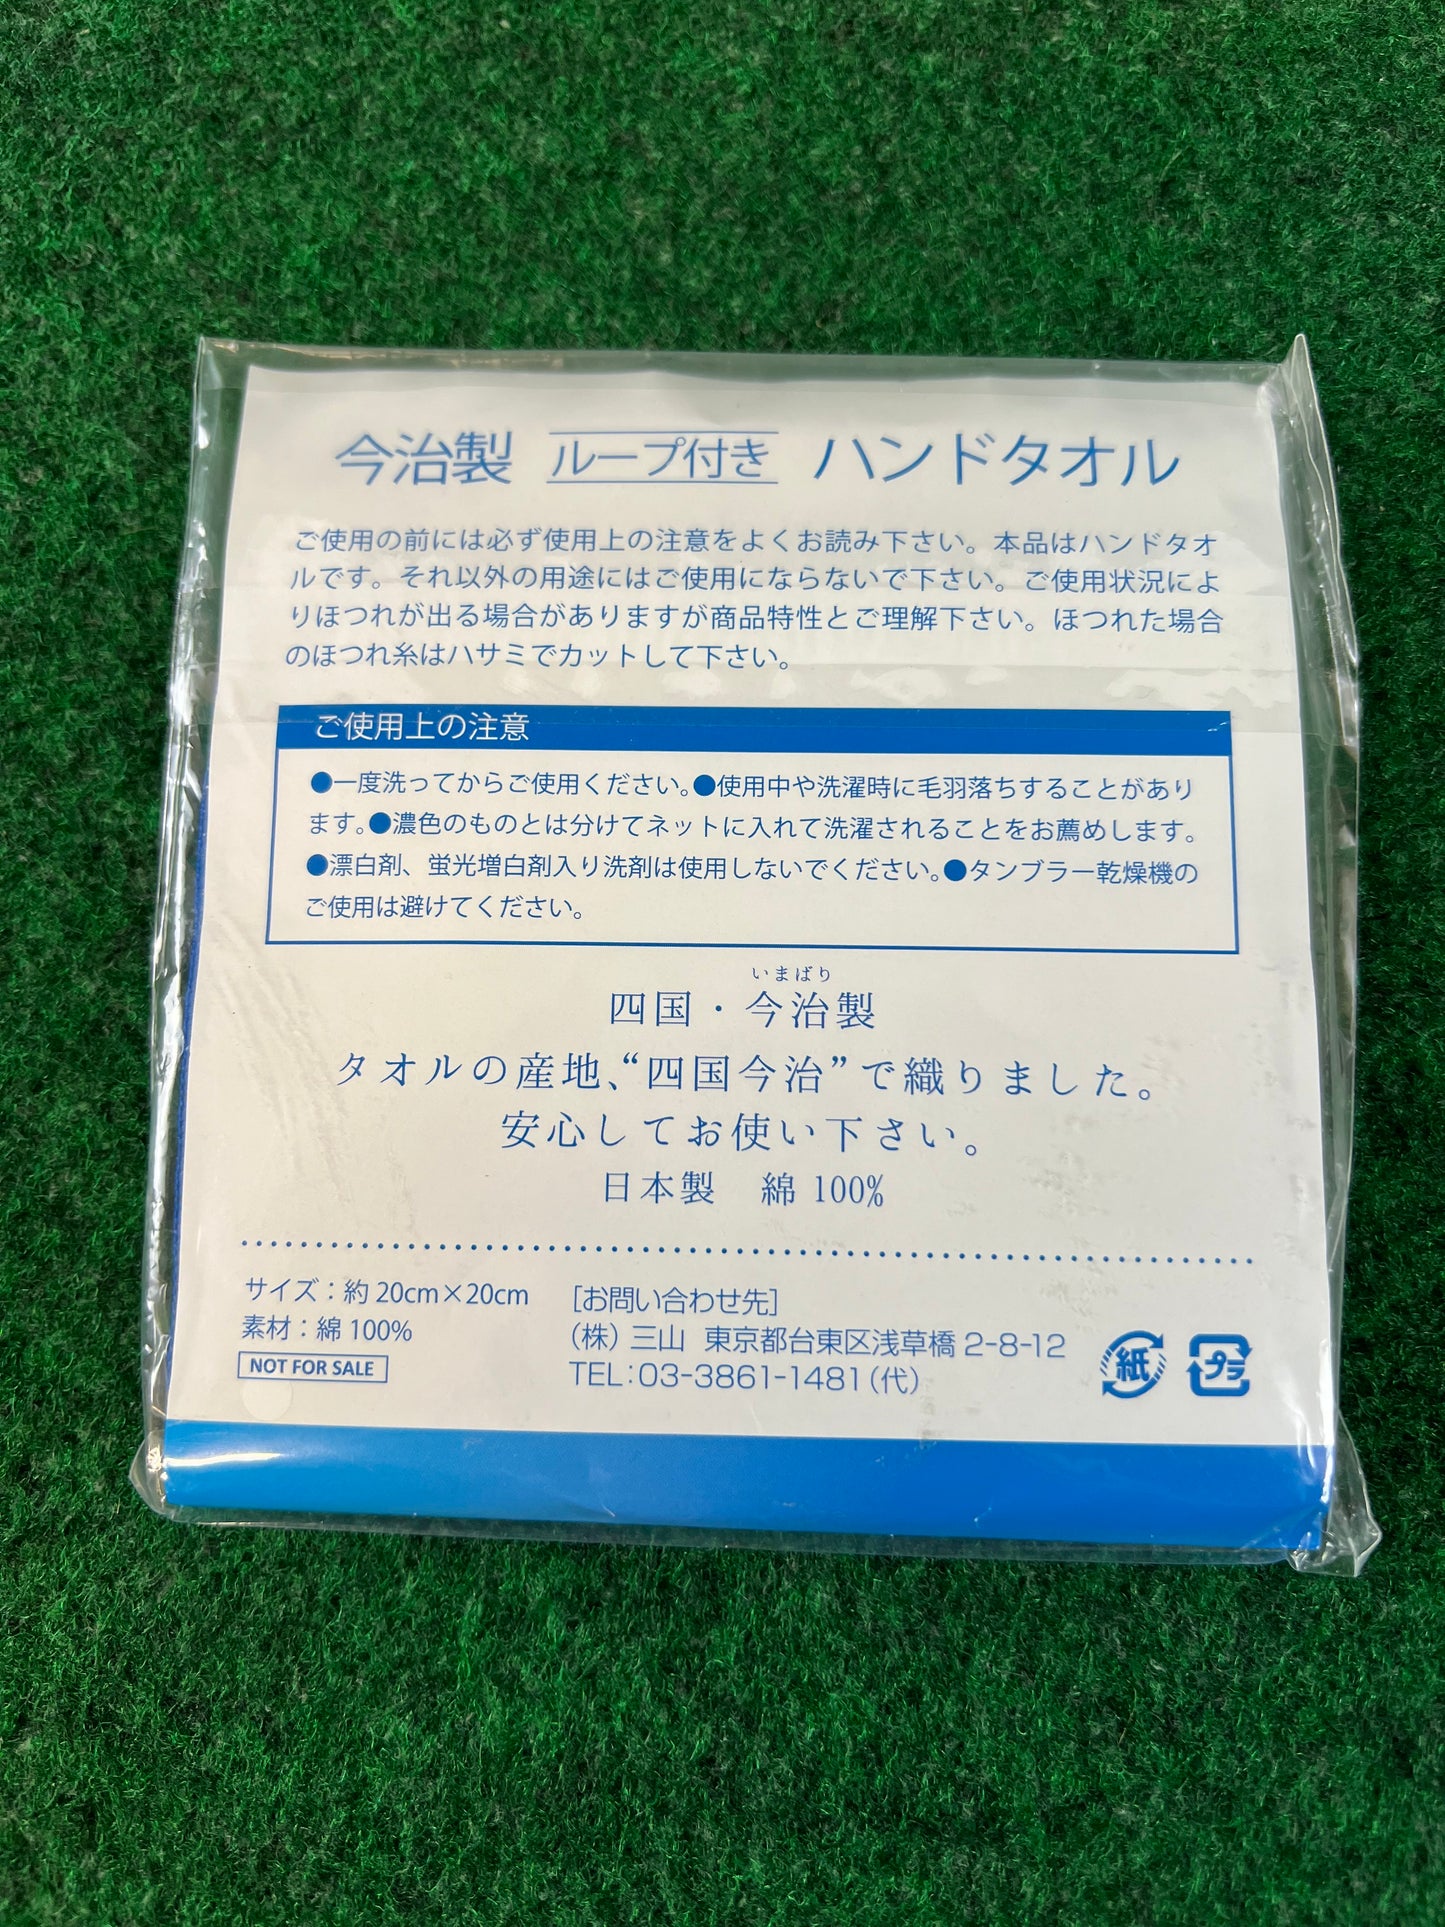 今治製 ループ付き ハンドタオル
ご使用の前には必ず使用上の注意をよくお読み下さい。本品はハンドタオ
ルです。それ以外の用途にはご使用にならないで下さい。ご使用状況によ
りほつれが出る場合がありますが商品特性とご理解下さい。ほつれた場合
のほつれ糸はハサミでカットして下さい。
ご使用上の注意
●一度洗ってからご使用ください。●使用中や洗濯時に毛羽落ちすることがあり
ます。●濃色のものとは分けてネットに入れて洗濯されることをお薦めします。
●漂白剤、蛍光増白剤入り洗剤は使用しないでください。●タンブラー乾燥機の
ご使用は避けてください。
いまばり
四国・今治製
タオルの産地、“四国今治”で織りました。
安心してお使い下さい。
日本製 綿 100%
サイズ：約 20cm×20cm
素材：綿 100%
NOT FOR SALE
[お問い合わせ先]
（株）三山 東京都台東区浅草橋 2-8-12
TEL：03-3861-1481（代）
紙
プラ